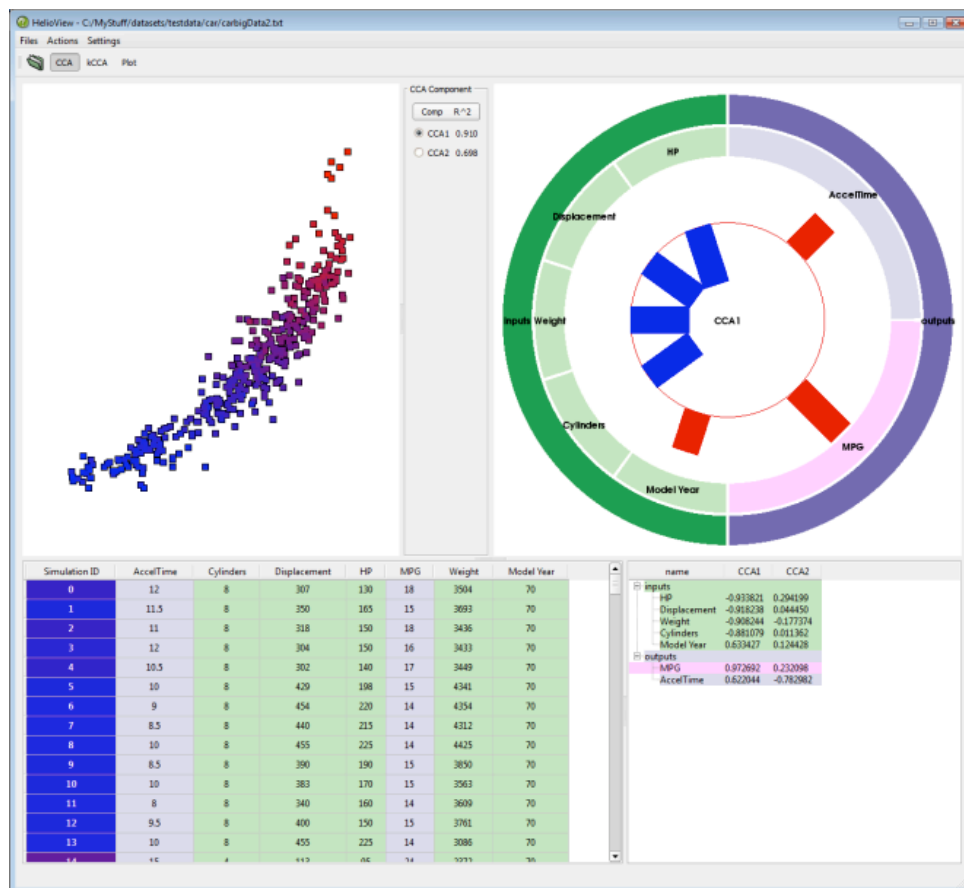 HelioView - C:/MyStuff/datasets/testdata/car/carbigData2.txt
Files Actions Settings
CCA kCCA Plot
CCA Component
Comp R^2
CCA1 0.910
CCA2 0.698
HP
AccelTime
Displacement
inputs Weight CCA1 outputs
Cylinders
MPG
Model Year
Simulation ID AccelTime Cylinders Displacement HP MPG Weight Model Year
0 12 8 307 130 18 3504 70
1 11.5 8 350 165 15 3693 70
2 11 8 318 150 18 3436 70
3 12 8 304 150 16 3433 70
4 10.5 8 302 140 17 3449 70
5 10 8 429 198 15 4341 70
6 9 8 454 220 14 4354 70
7 8.5 8 440 215 14 4312 70
8 10 8 455 225 14 4425 70
9 8.5 8 390 190 15 3850 70
10 10 8 383 170 15 3563 70
11 8 8 340 160 14 3609 70
12 9.5 8 400 150 15 3761 70
13 10 8 455 225 14 3086 70
14 15 4 113 95 24 2372 70
name CCA1 CCA2
inputs
HP -0.933821 0.294199
Displacement -0.918238 0.044450
Weight -0.908244 -0.177374
Cylinders -0.881079 0.011362
Model Year 0.633427 0.124428
outputs
MPG 0.972692 0.232098
AccelTime 0.622044 -0.782982